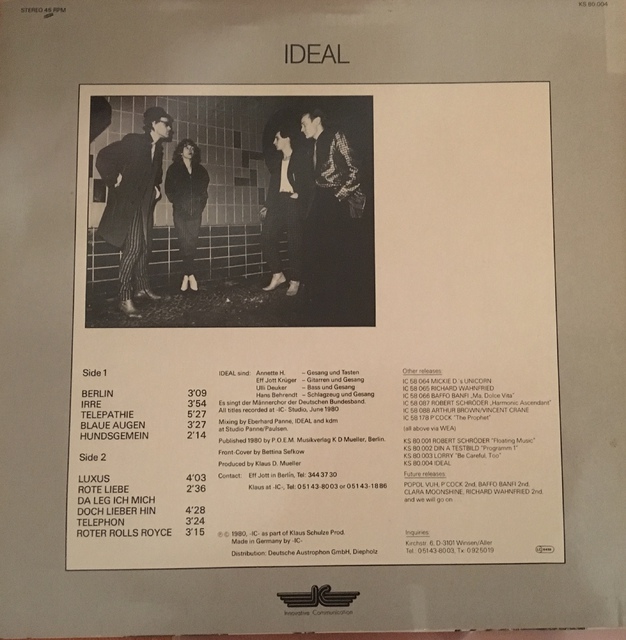 STEREO 45 RPM
KS 80.004
IDEAL
Side 1
BERLIN 3'09
IRRE 3'54
TELEPATHIE 5'27
BLAUE AUGEN 3'27
HUNDSGEMEIN 2'14
Side 2
LUXUS 4'03
ROTE LIEBE 2'36
DA LEG ICH MICH
DOCH LIEBER HIN 4'28
TELEPHON 3'24
ROTER ROLLS ROYCE 3'15
IDEAL sind: Annette H. – Gesang und Tasten
Eff Jott Krüger – Gitarren und Gesang
Ulli Deuker – Bass und Gesang
Hans Behrendt – Schlagzeug und Gesang
Es singt der Männerchor der Deutschen Bundesband.
All titles recorded at -IC- Studio, June 1980
Mixing by Eberhard Panne, IDEAL and kdm
at Studio Panne/Paulsen.
Published 1980 by P.O.E.M. Musikverlag K D Mueller, Berlin.
Front-Cover by Bettina Sefkow
Produced by Klaus D. Mueller
Contact: Eff Jott in Berlin, Tel: 344 37 30
Klaus at -IC-, Tel: 05143-8003 or 05143-1886
℗ © 1980, -IC- as part of Klaus Schulze Prod.
Made in Germany by -IC-
Distribution: Deutsche Austrophon GmbH, Diepholz
Other releases:
IC 58 064 MICKIE D.'s UNICORN
IC 58 065 RICHARD WAHNFRIED
IC 58 066 BAFFO BANFI „Ma, Dolce Vita"
IC 58 087 ROBERT SCHRÖDER „Harmonic Ascendant"
IC 58 088 ARTHUR BROWN/VINCENT CRANE
IC 58 178 P'COCK "The Prophet"
(all above via WEA)
KS 80.001 ROBERT SCHRÖDER "Floating Music"
KS 80 002 DIN A TESTBILD "Programm 1"
KS 80 003 LORRY "Be Careful, Too"
KS 80.004 IDEAL
Future releases:
POPOL VUH, P'COCK 2nd, BAFFO BANFI 2nd,
CLARA MOONSHINE, RICHARD WAHNFRIED 2nd.
and we will go on...
Inquiries:
Kirchstr. 6, D-3101 Winsen/Aller
Tel.: 05143-8003, Tx: 0925019
IC
Innovative Communication